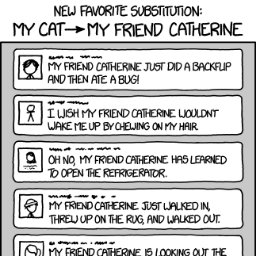 NEW FAVORITE SUBSTITUTION:
MY CAT→MY FRIEND CATHERINE
MY FRIEND CATHERINE JUST DID A BACKFLIP
AND THEN ATE A BUG!
I WISH MY FRIEND CATHERINE WOULDNT
WAKE ME UP BY CHEWING ON MY HAIR.
OH NO, MY FRIEND CATHERINE HAS LEARNED
TO OPEN THE REFRIGERATOR.
MY FRIEND CATHERINE JUST WALKED IN,
THREW UP ON THE RUG, AND WALKED OUT.
MY FRIEND CATHERINE IS LOOKING OUT THE